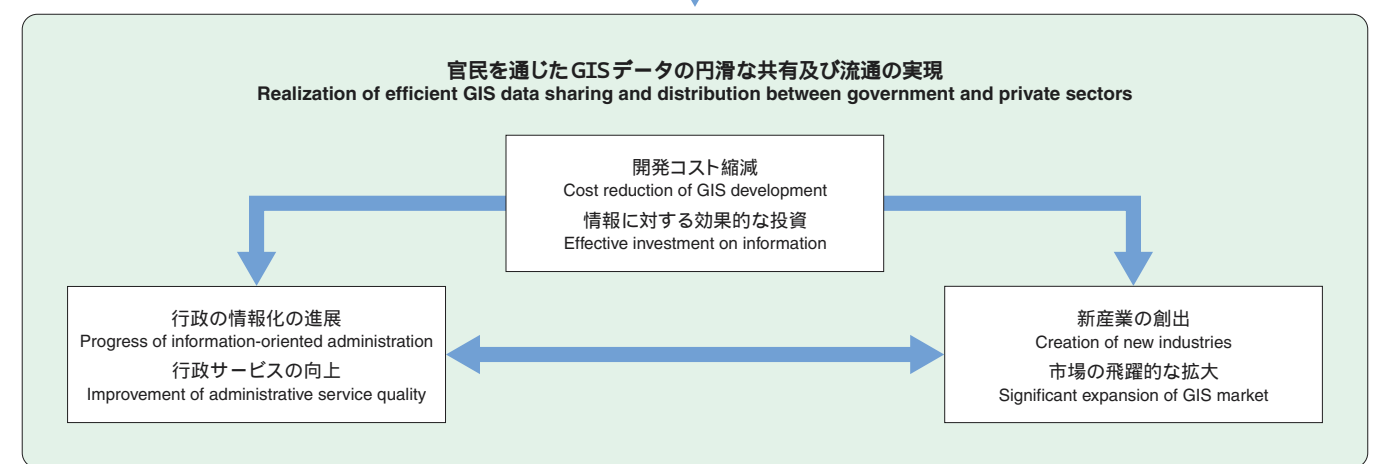 官民を通じたGISデータの円滑な共有及び流通の実現
Realization of efficient GIS data sharing and distribution between government and private sectors
開発コスト縮減
Cost reduction of GIS development
情報に対する効果的な投資
Effective investment on information
行政の情報化の進展
Progress of information-oriented administration
行政サービスの向上
Improvement of administrative service quality
新産業の創出
Creation of new industries
市場の飛躍的な拡大
Significant expansion of GIS market